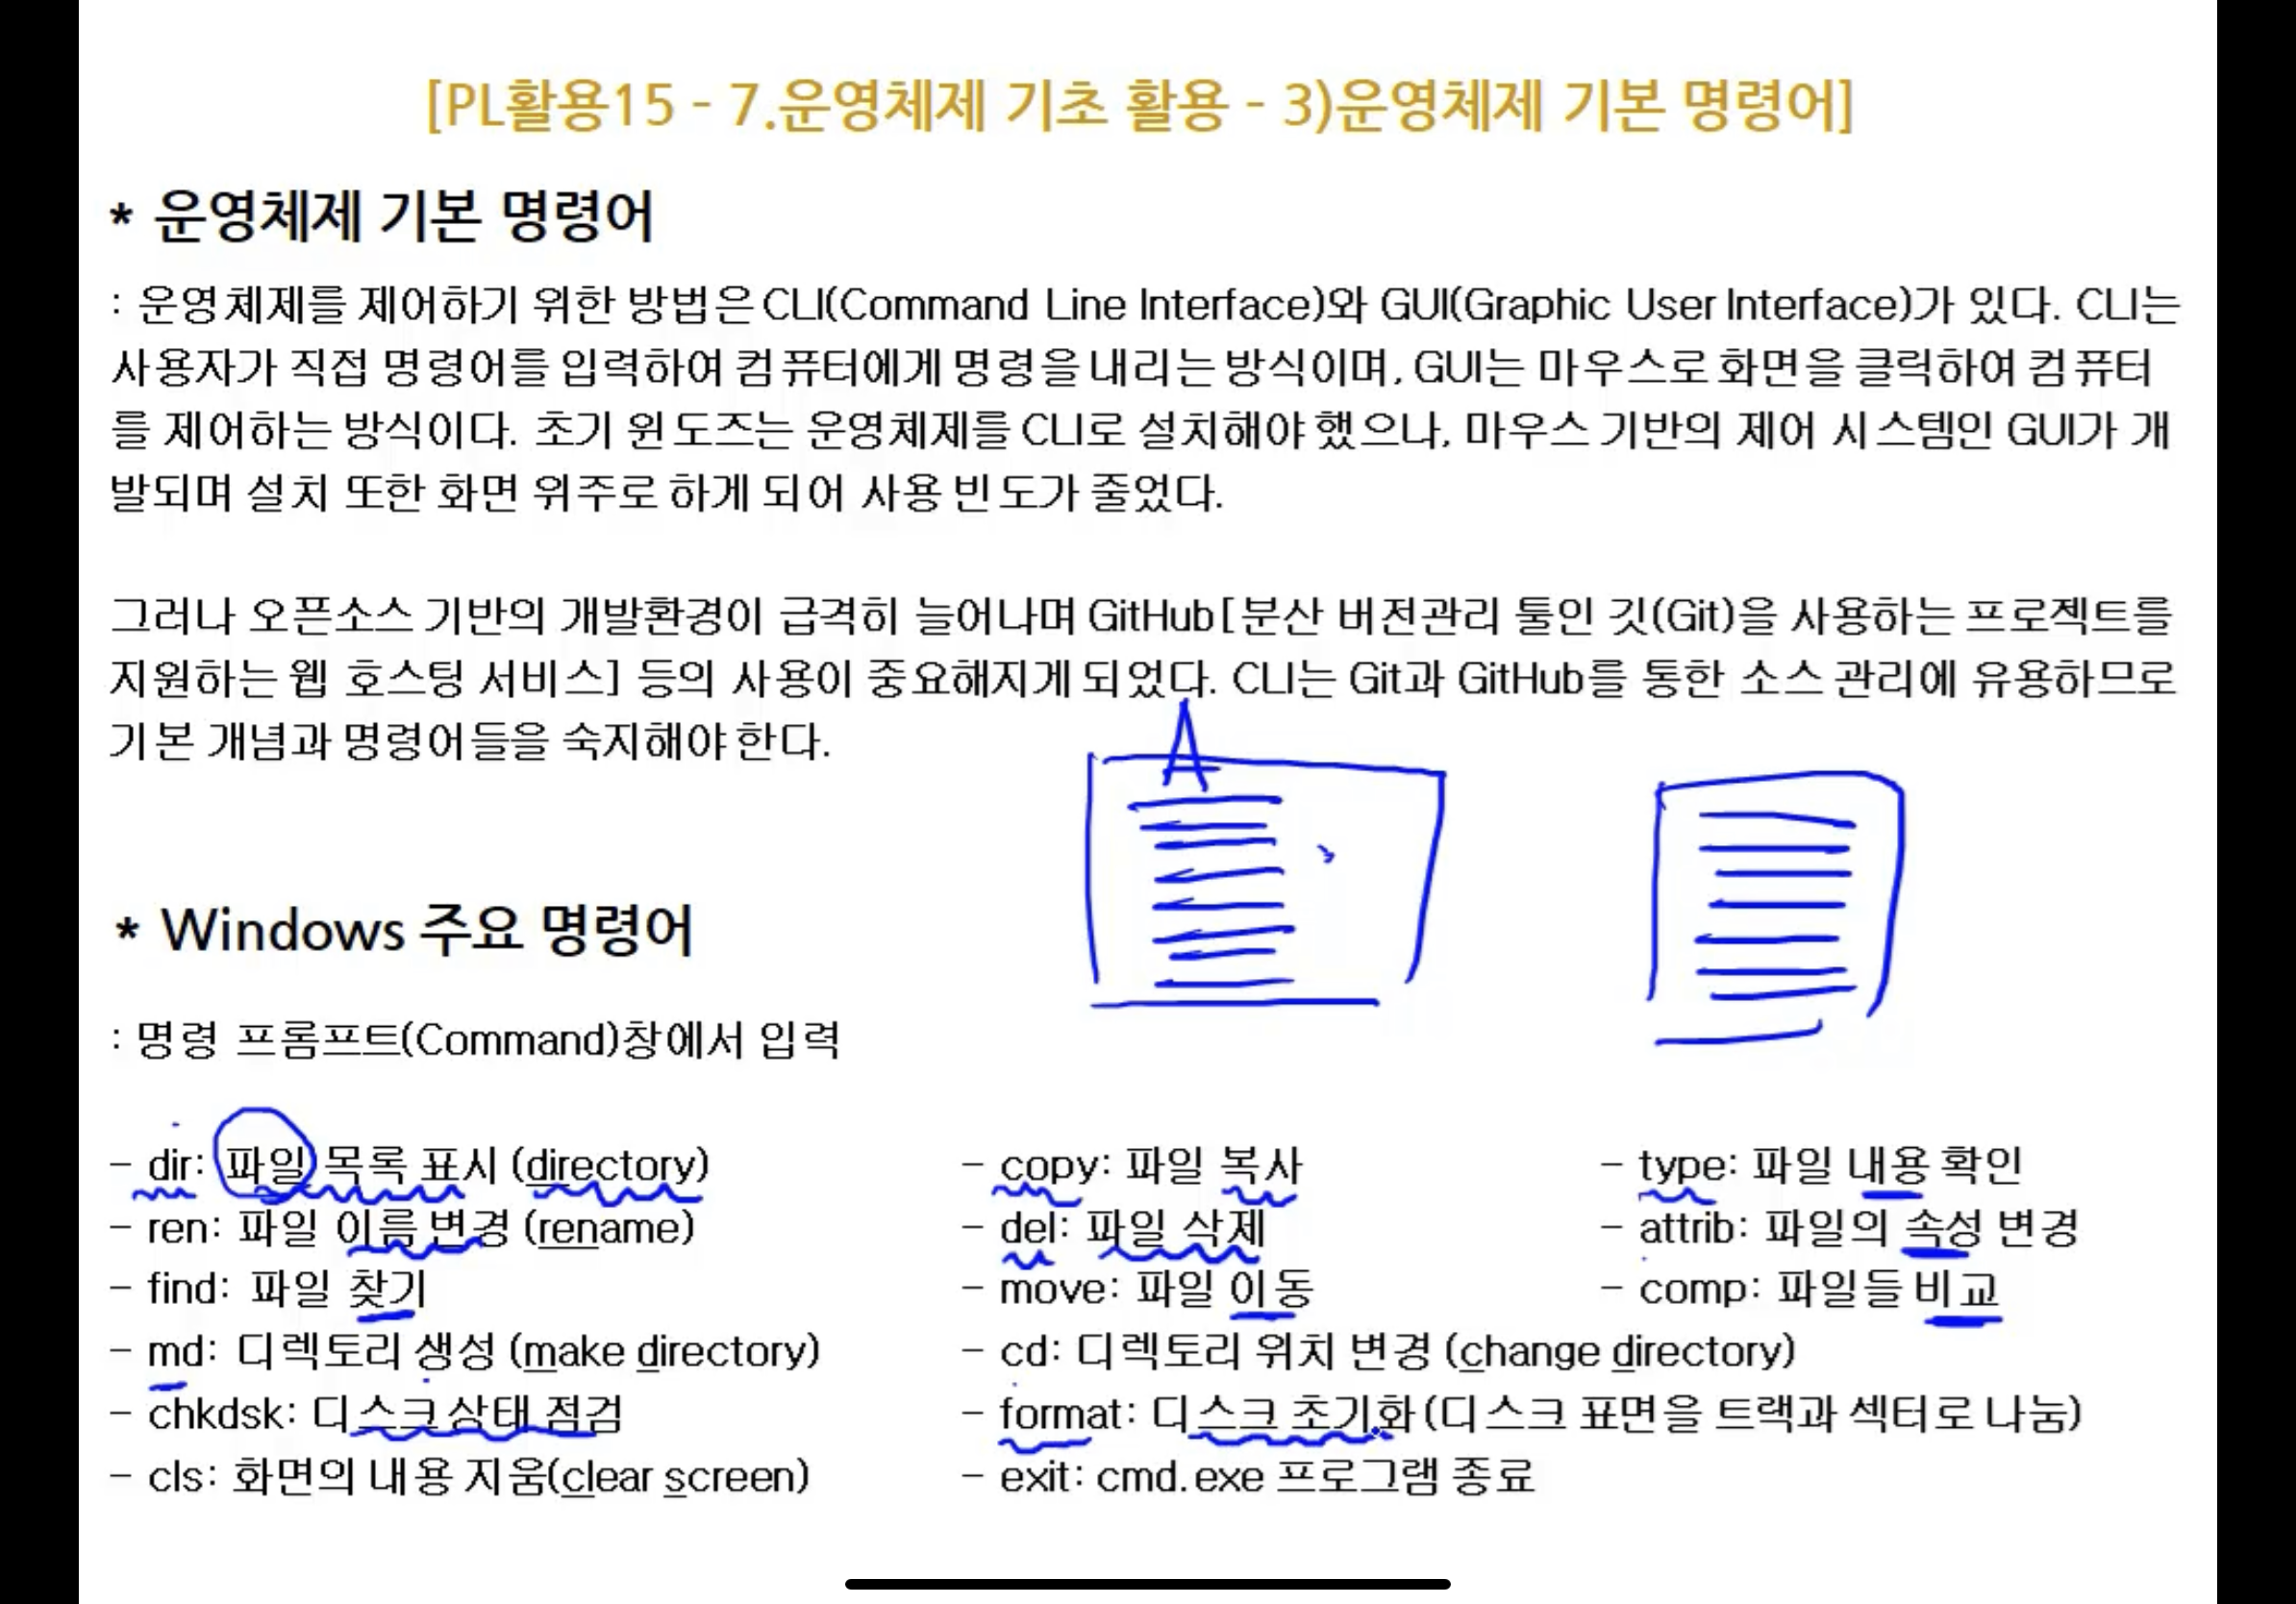 [PL활용15 - 7.운영체제 기초 활용 - 3)운영체제 기본 명령어]
* 운영체제 기본 명령어
: 운영체제를 제어하기 위한 방법은 CLI(Command Line Interface)와 GUI(Graphic User Interface)가 있다. CLI는
사용자가 직접 명령어를 입력하여 컴퓨터에게 명령을 내리는 방식이며, GUI는 마우스로 화면을 클릭하여 컴퓨터
를 제어하는 방식이다. 초기 윈도즈는 운영체제를 CLI로 설치해야 했으나, 마우스 기반의 제어 시스템인 GUI가 개
발되며 설치 또한 화면 위주로 하게 되어 사용 빈도가 줄었다.
그러나 오픈소스 기반의 개발환경이 급격히 늘어나며 GitHub[분산 버전관리 툴인 깃(Git)을 사용하는 프로젝트를
지원하는 웹 호스팅 서비스] 등의 사용이 중요해지게 되었다. CLI는 Git과 GitHub를 통한 소스 관리에 유용하므로
기본 개념과 명령어들을 숙지해야 한다.
A
* Windows 주요 명령어
: 명령 프롬프트(Command)창에서 입력
- dir: 파일 목록 표시 (directory) - copy: 파일 복사 - type: 파일 내용 확인
- ren: 파일 이름 변경 (rename) - del: 파일 삭제 - attrib: 파일의 속성 변경
- find: 파일 찾기 - move: 파일 이동 - comp: 파일들 비교
- md: 디렉토리 생성 (make directory) - cd: 디렉토리 위치 변경 (change directory)
- chkdsk: 디스크 상태 점검 - format: 디스크 초기화 (디스크 표면을 트랙과 섹터로 나눔)
- cls: 화면의 내용 지움(clear screen) - exit: cmd.exe 프로그램 종료